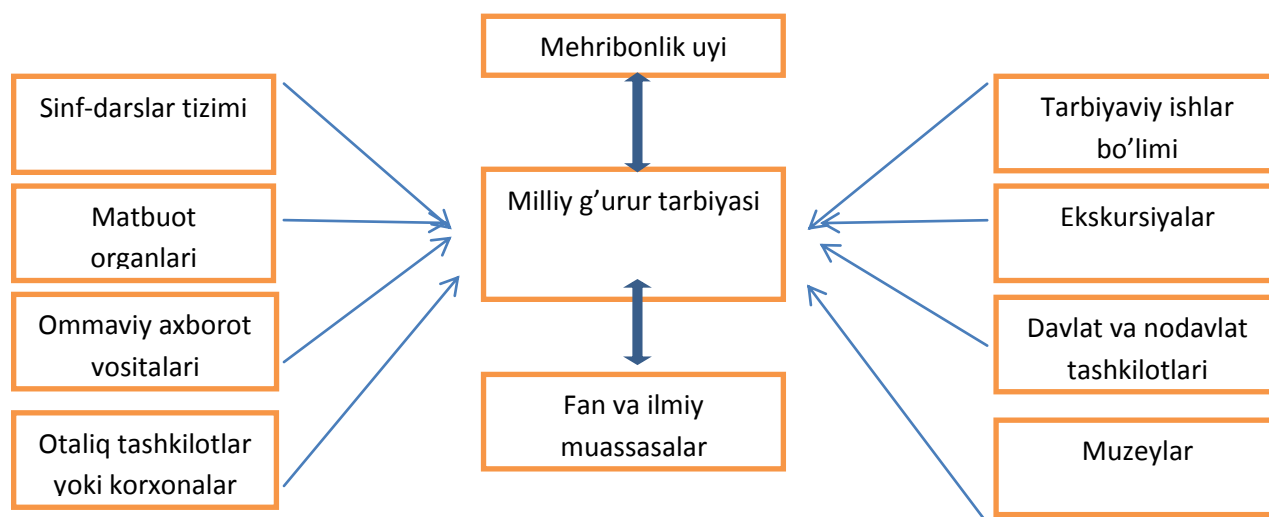 Mehribonlik uyi
Sinf-darslar tizimi
Matbuot
organlari
Ommaviy axborot
vositalari
Otaliq tashkilotlar
yoki korxonalar
Milliy g’urur tarbiyasi
Fan va ilmiy
muassasalar
Tarbiyaviy ishlar
bo’limi
Ekskursiyalar
Davlat va nodavlat
tashkilotlari
Muzeylar